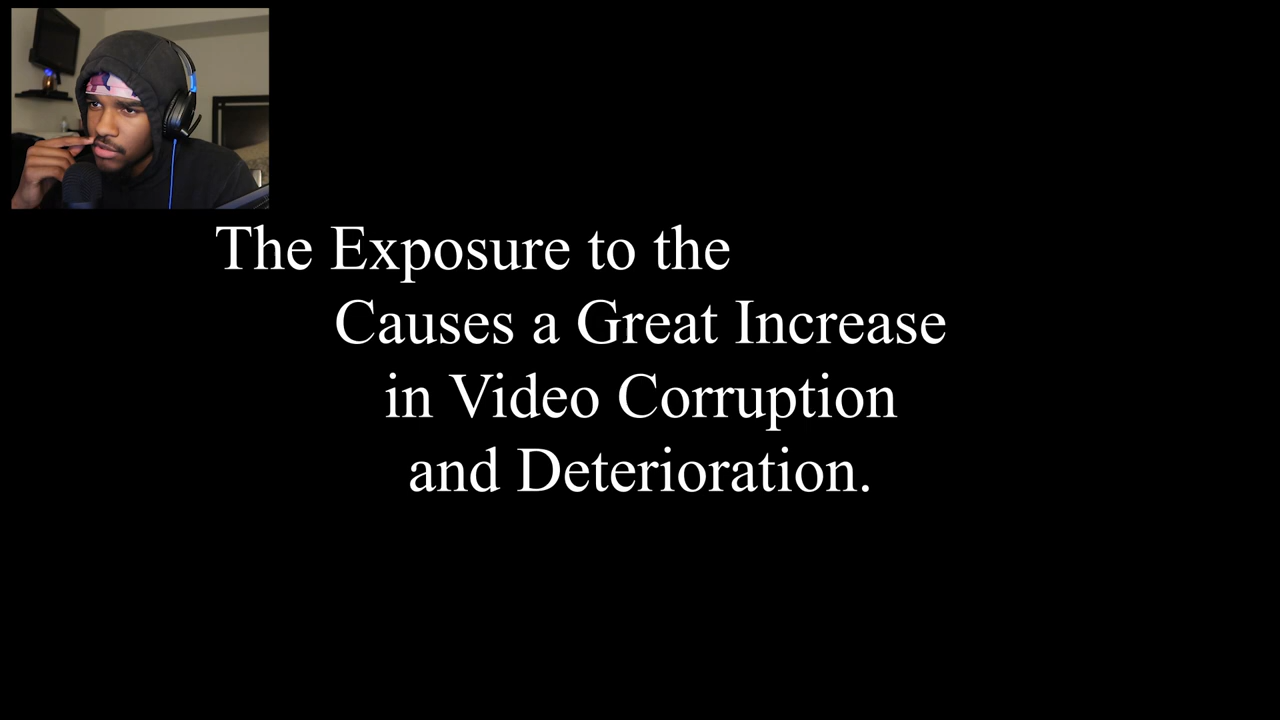 The Exposure to the
Causes a Great Increase
in Video Corruption
and Deterioration.